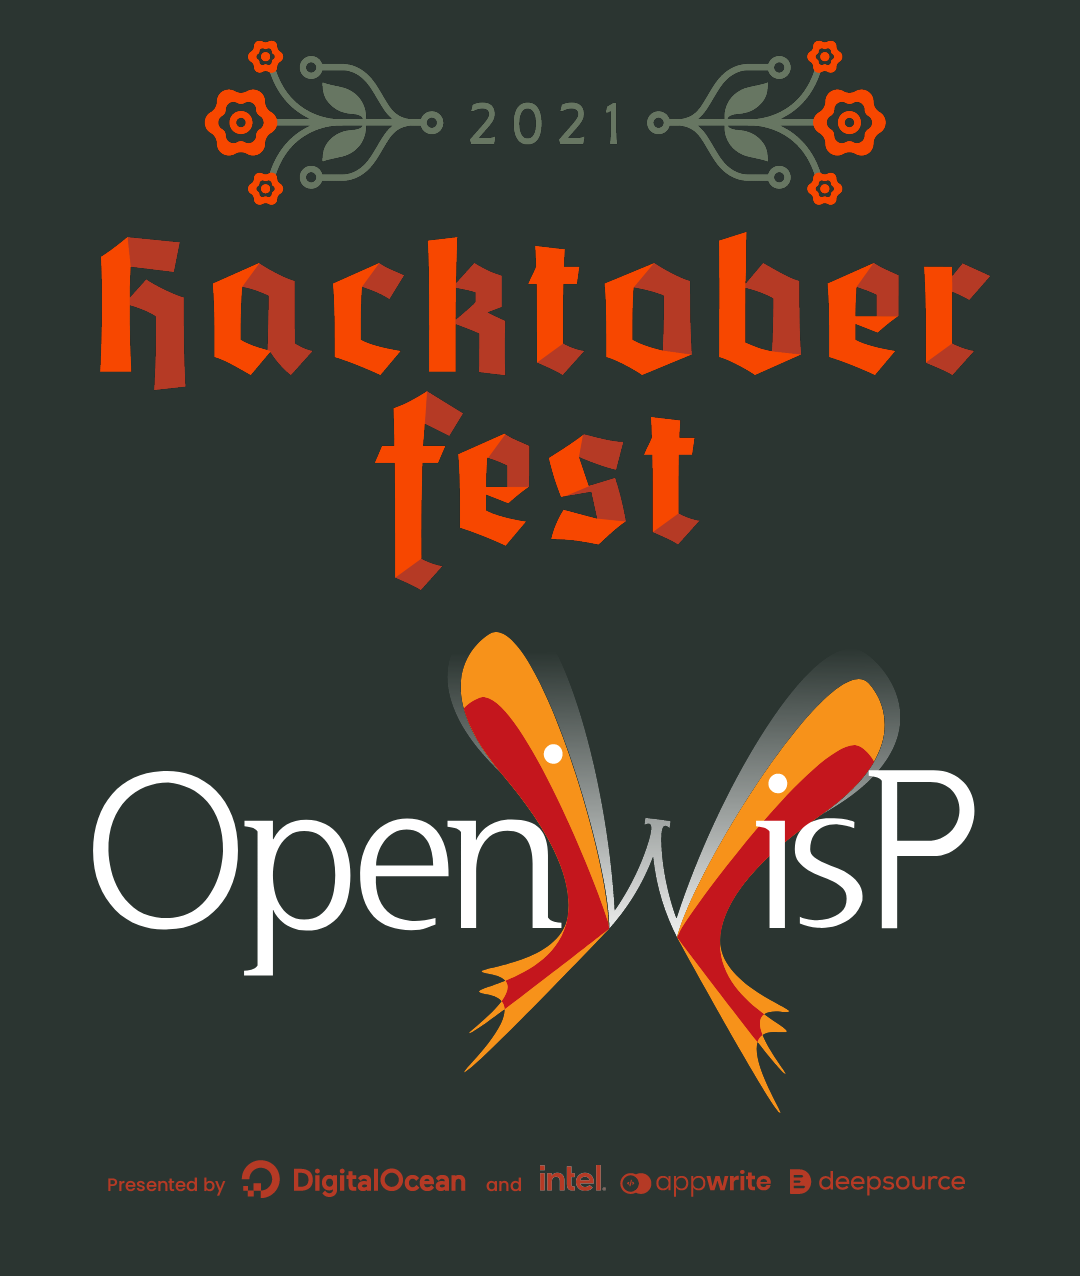 2021
hacktober
fest
OpenWisP
Presented by DigitalOcean and intel. appwrite deepsource